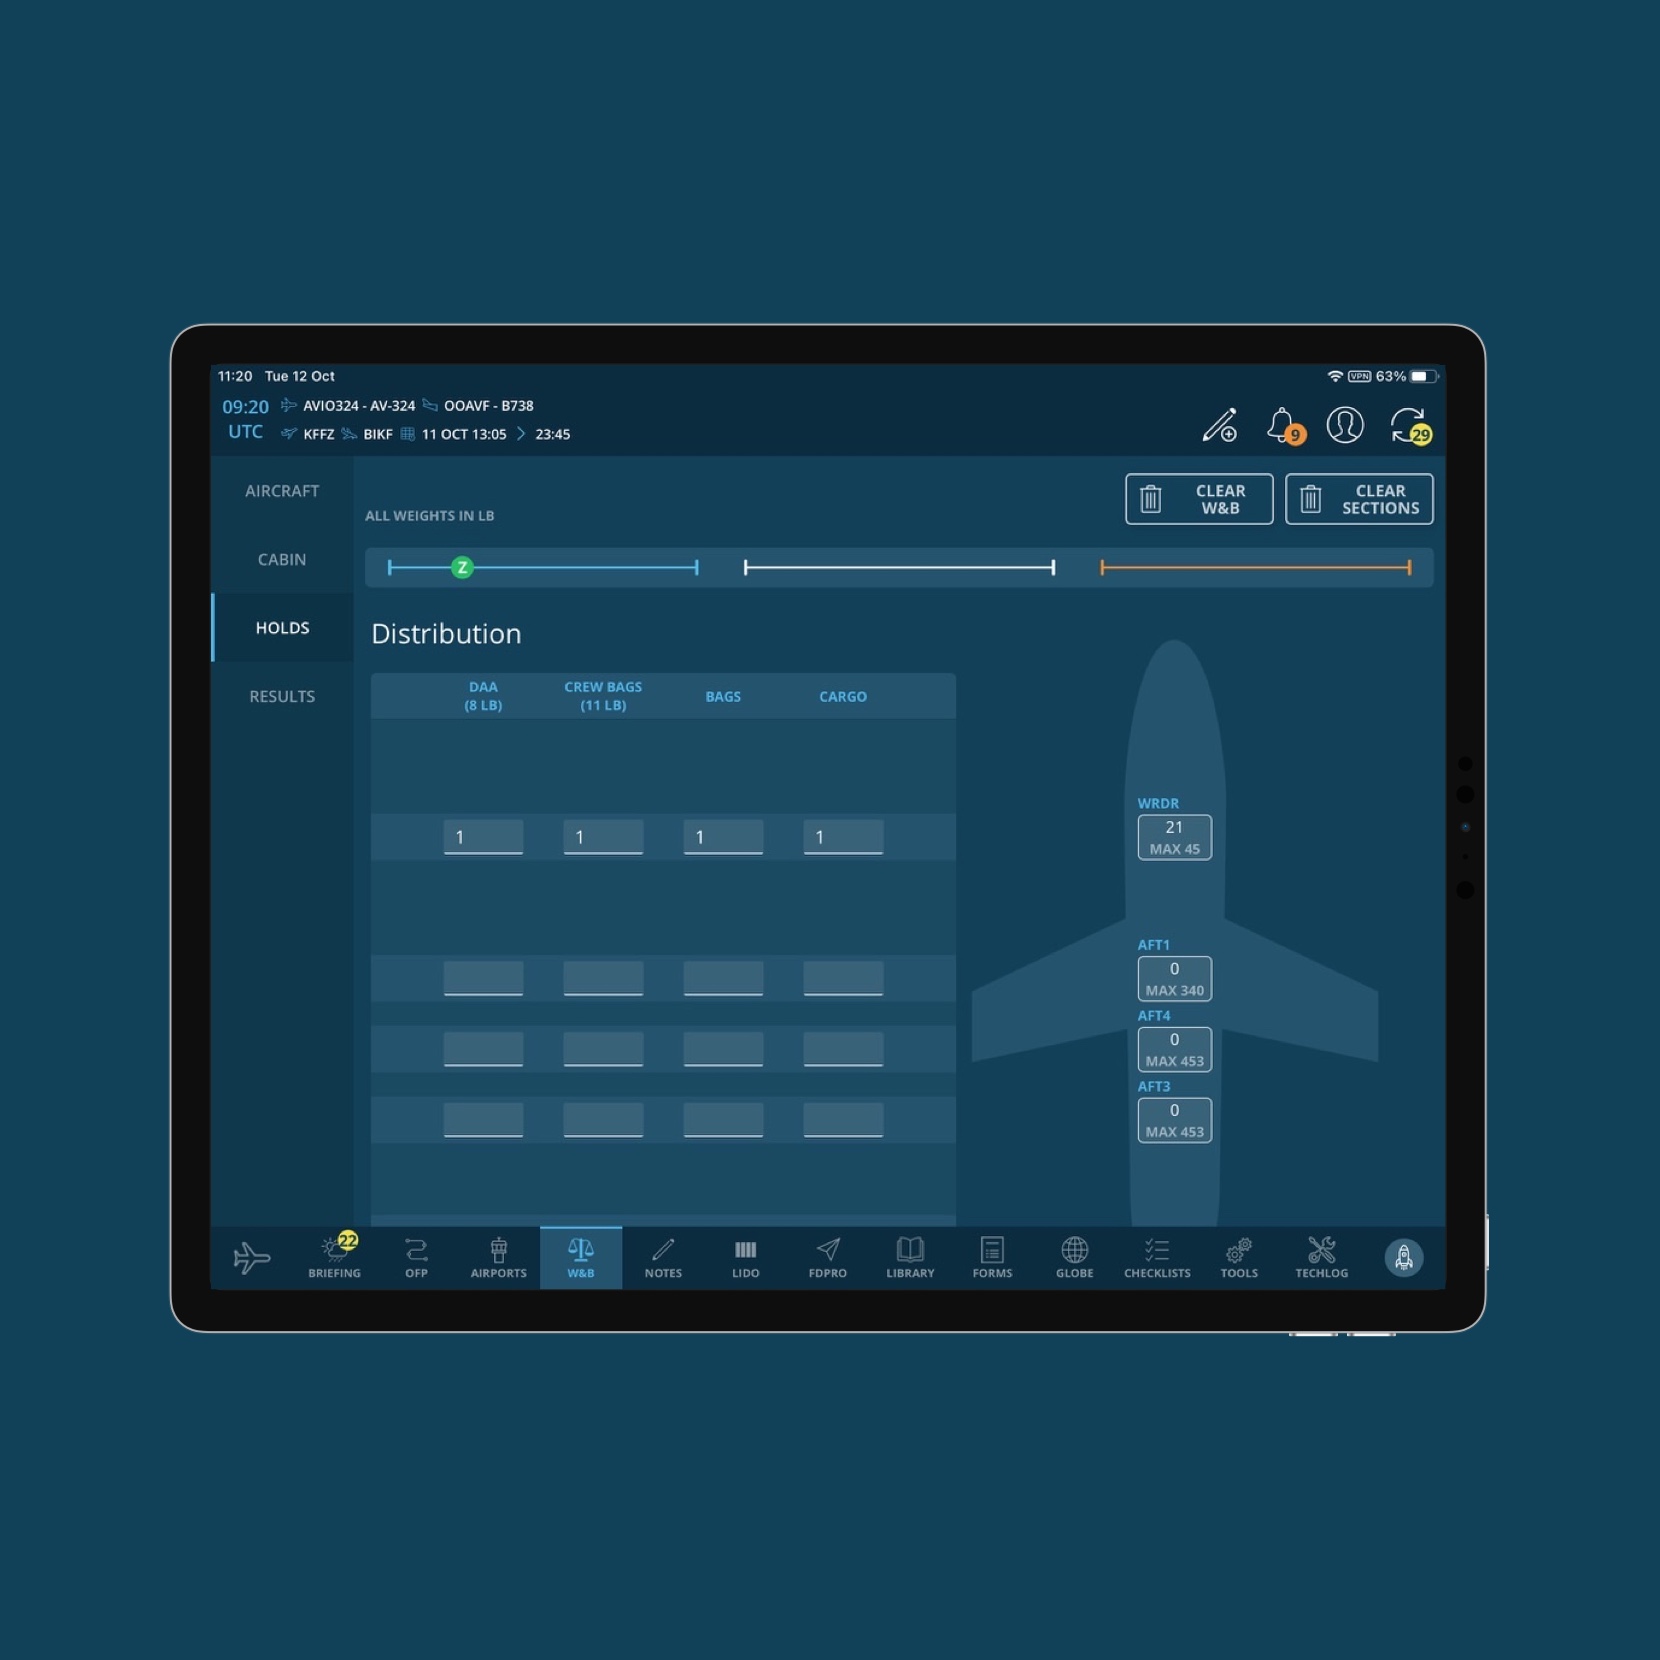 11:20 Tue 12 Oct
VPN 63%
09:20 AVIO324 - AV-324 OOAVF - B738
UTC KFFZ BIKF 11 OCT 13:05 > 23:45
9
29
AIRCRAFT
CABIN
HOLDS
RESULTS
ALL WEIGHTS IN LB
CLEAR
W&B
CLEAR
SECTIONS
Z
Distribution
DAA
(8 LB)
CREW BAGS
(11 LB)
BAGS
CARGO
1 1 1 1
WRDR
21
MAX 45
AFT1
0
MAX 340
AFT4
0
MAX 453
AFT3
0
MAX 453
22
BRIEFING OFP AIRPORTS W&B NOTES LIDO FDPRO LIBRARY FORMS GLOBE CHECKLISTS TOOLS TECHLOG